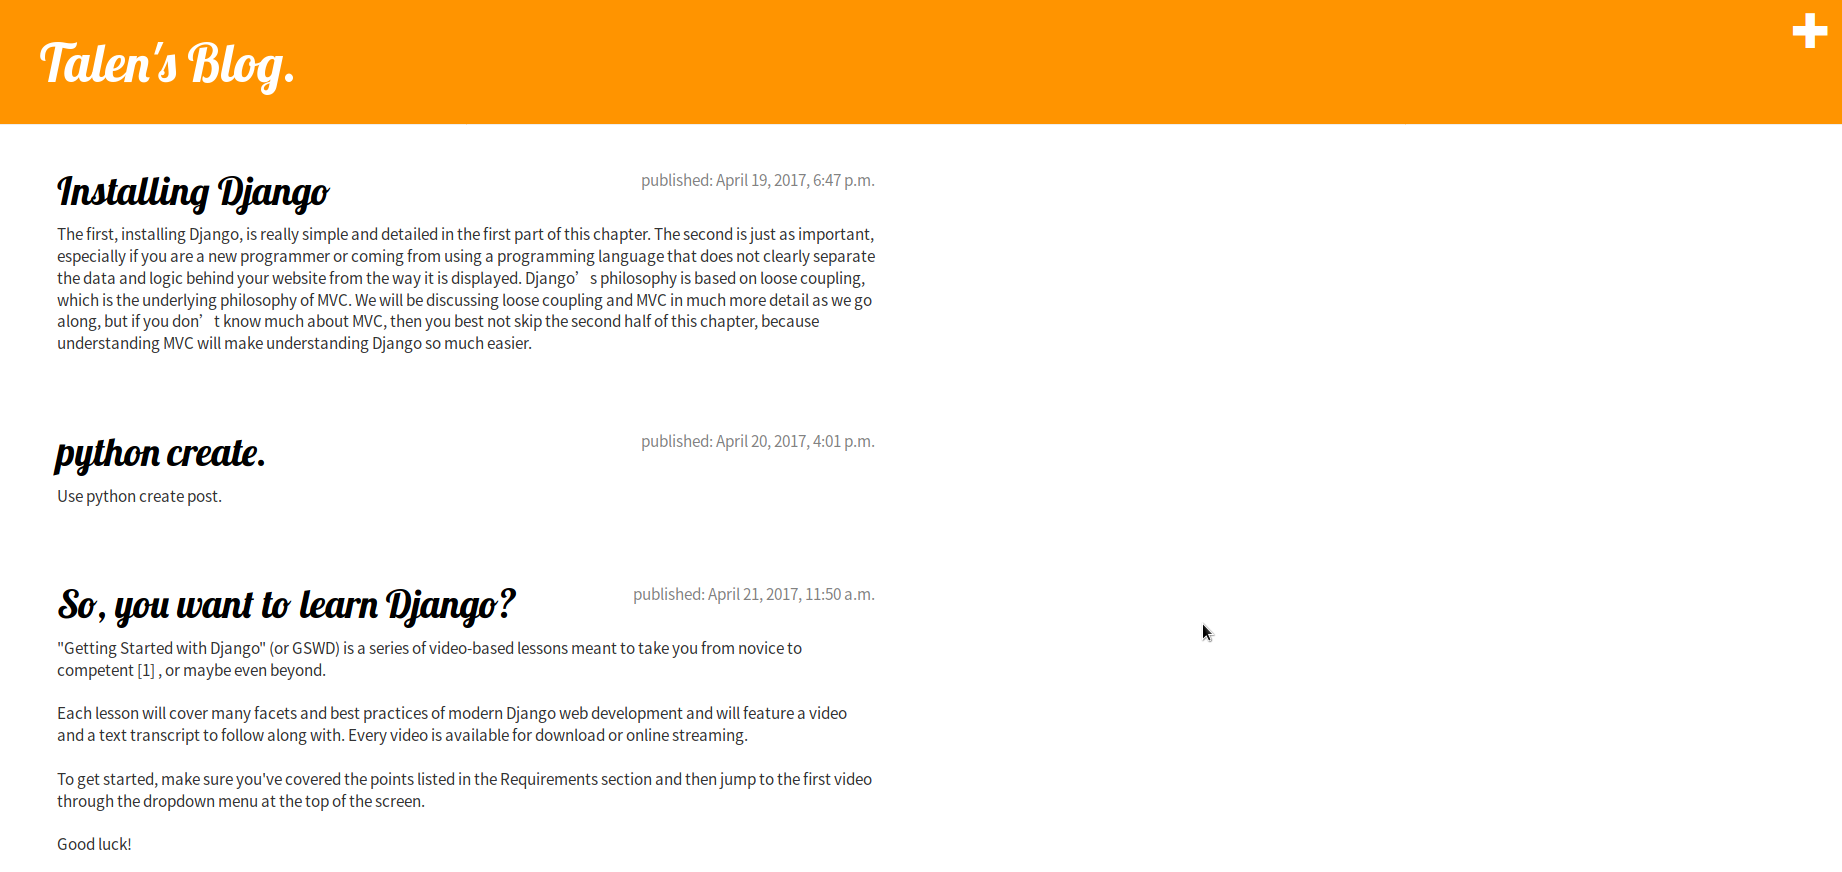 Talen's Blog.
Installing Django
published: April 19, 2017, 6:47 p.m.
The first, installing Django, is really simple and detailed in the first part of this chapter. The second is just as important,
especially if you are a new programmer or coming from using a programming language that does not clearly separate
the data and logic behind your website from the way it is displayed. Django’s philosophy is based on loose coupling,
which is the underlying philosophy of MVC. We will be discussing loose coupling and MVC in much more detail as we go
along, but if you don’t know much about MVC, then you best not skip the second half of this chapter, because
understanding MVC will make understanding Django so much easier.
python create.
published: April 20, 2017, 4:01 p.m.
Use python create post.
So, you want to learn Django?
published: April 21, 2017, 11:50 a.m.
"Getting Started with Django" (or GSWD) is a series of video-based lessons meant to take you from novice to
competent [1] , or maybe even beyond.
Each lesson will cover many facets and best practices of modern Django web development and will feature a video
and a text transcript to follow along with. Every video is available for download or online streaming.
To get started, make sure you've covered the points listed in the Requirements section and then jump to the first video
through the dropdown menu at the top of the screen.
Good luck!